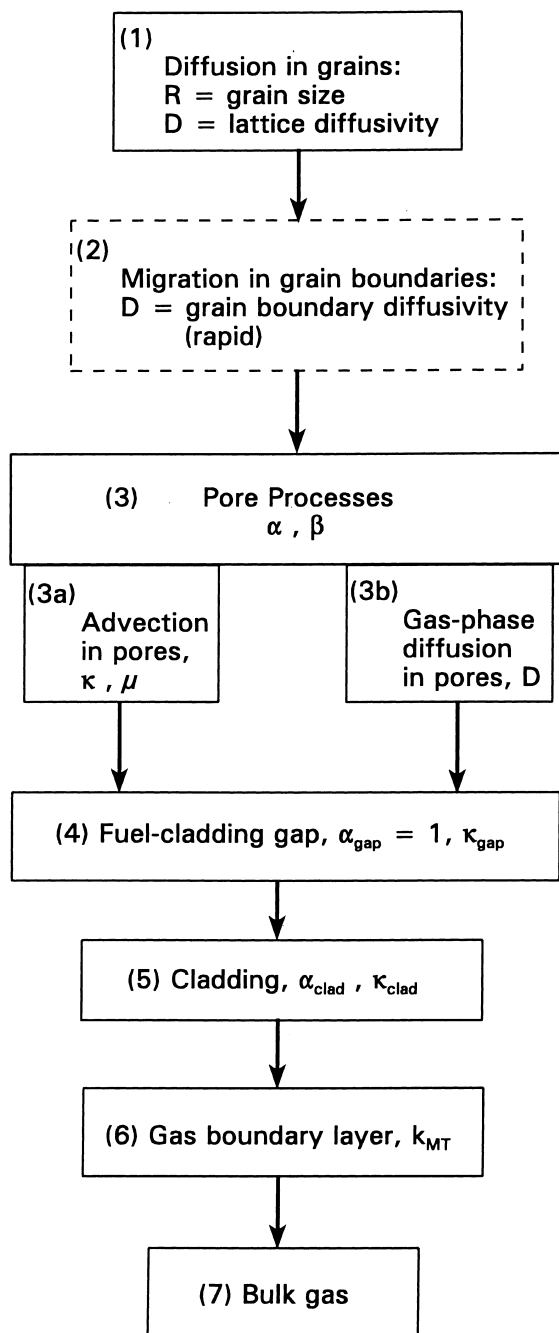 (1)
Diffusion in grains:
R = grain size
D = lattice diffusivity
(2)
Migration in grain boundaries:
D = grain boundary diffusivity
(rapid)
(3) Pore Processes
α , β
(3a)
Advection
in pores,
κ , μ
(3b)
Gas-phase
diffusion
in pores, D
(4) Fuel-cladding gap, α_gap = 1, κ_gap
(5) Cladding, α_clad , κ_clad
(6) Gas boundary layer, k_MT
(7) Bulk gas